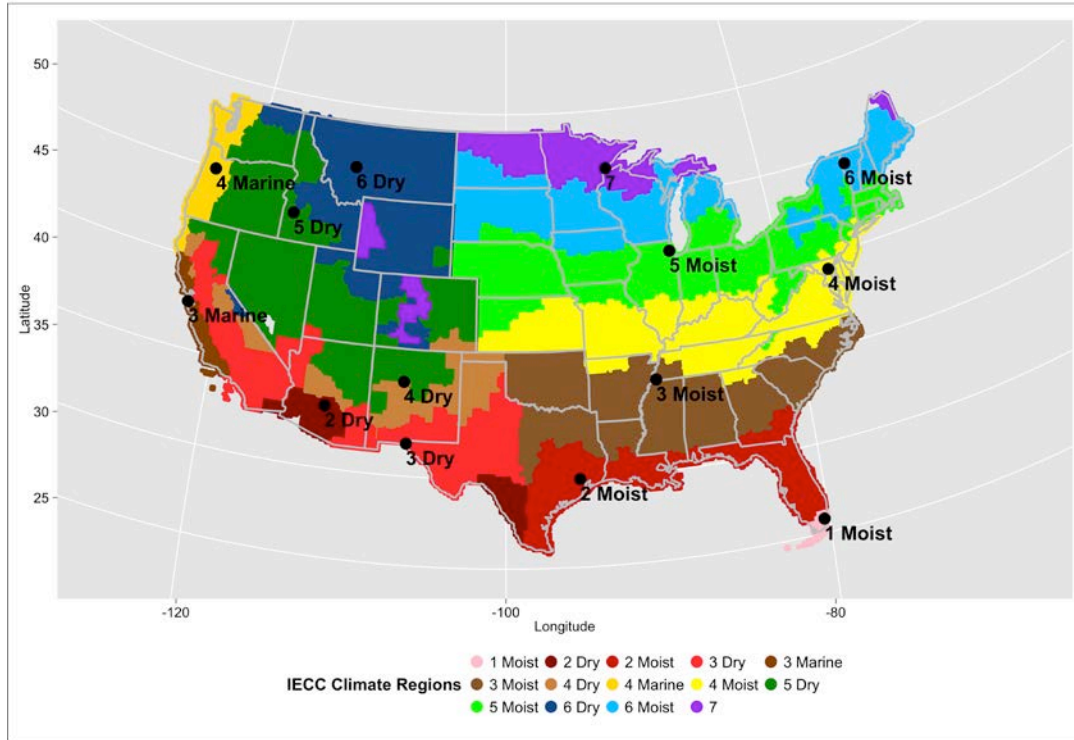 50
45
40
35
30
25
Latitude
4 Marine
6 Dry
7
6 Moist
5 Dry
5 Moist
4 Moist
3 Marine
4 Dry
3 Moist
2 Dry
3 Dry
2 Moist
1 Moist
-120 -100 -80
Longitude
IECC Climate Regions
1 Moist 2 Dry 2 Moist 3 Dry 3 Marine
3 Moist 4 Dry 4 Marine 4 Moist 5 Dry
5 Moist 6 Dry 6 Moist 7